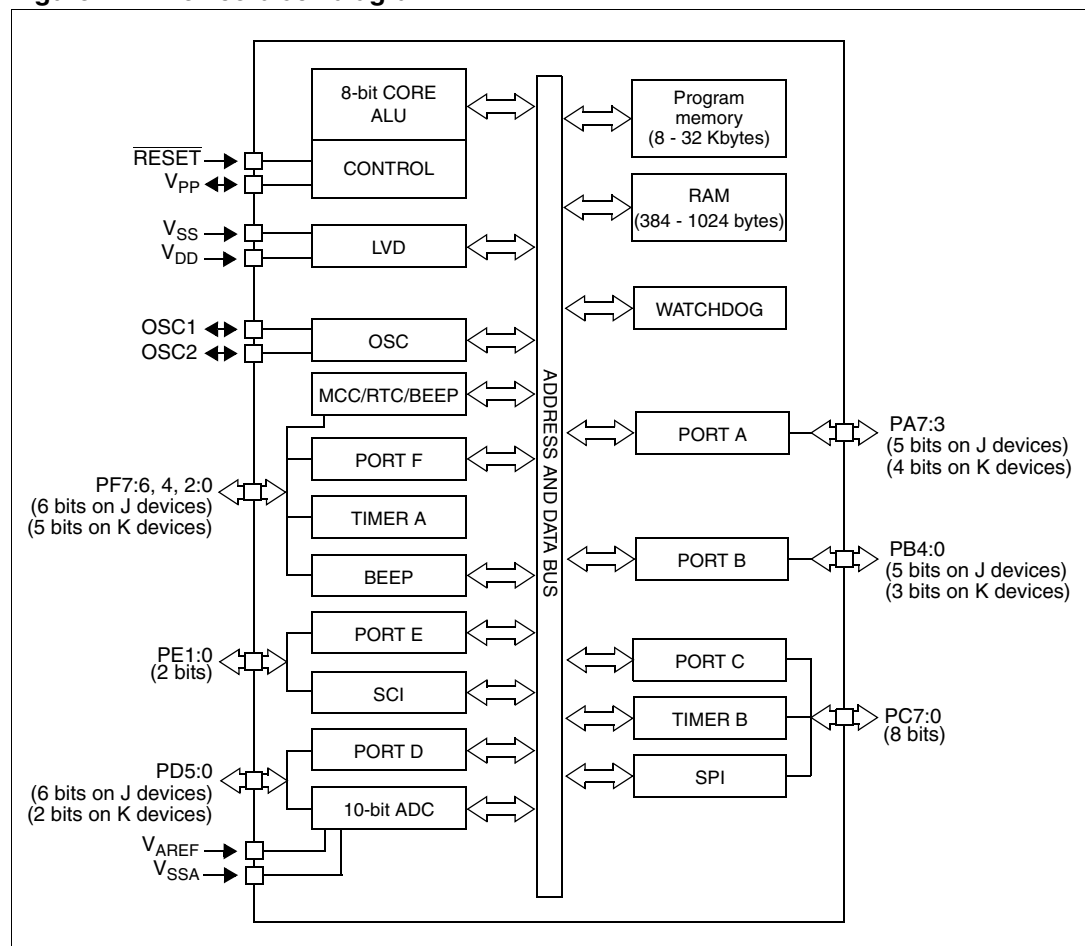 8-bit CORE
ALU
CONTROL
RESET
VPP
VSS
VDD
LVD
OSC1
OSC2
OSC
MCC/RTC/BEEP
PORT F
PF7:6, 4, 2:0
(6 bits on J devices)
(5 bits on K devices)
TIMER A
BEEP
PORT E
PE1:0
(2 bits)
SCI
PORT D
PD5:0
(6 bits on J devices)
(2 bits on K devices)
10-bit ADC
VAREF
VSSA
ADDRESS AND DATA BUS
Program
memory
(8 - 32 Kbytes)
RAM
(384 - 1024 bytes)
WATCHDOG
PORT A
PA7:3
(5 bits on J devices)
(4 bits on K devices)
PORT B
PB4:0
(5 bits on J devices)
(3 bits on K devices)
PORT C
TIMER B
PC7:0
(8 bits)
SPI